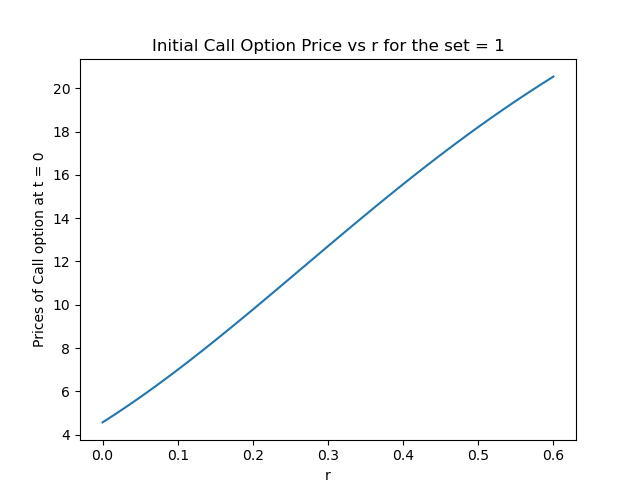 Initial Call Option Price vs r for the set = 1
Prices of Call option at t = 0
20
18
16
14
12
10
8
6
4
0.0 0.1 0.2 0.3 0.4 0.5 0.6
r